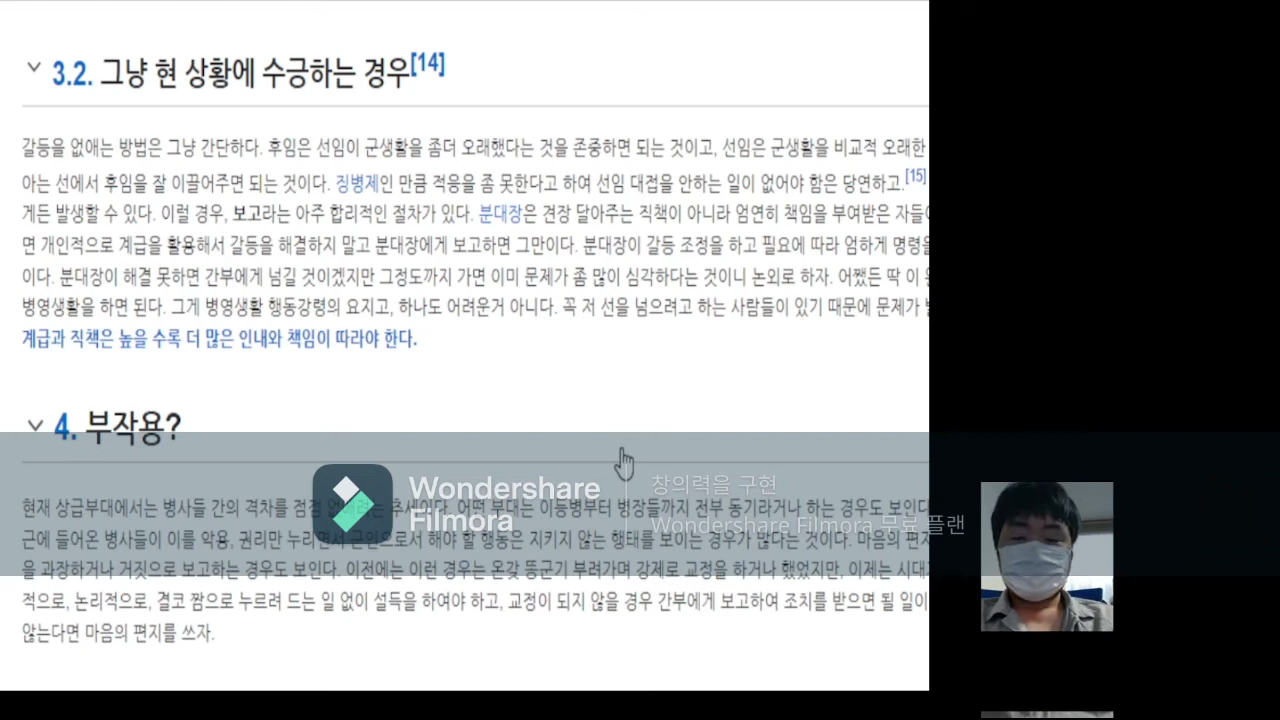 3.2. 그냥 현 상황에 수긍하는 경우[14]
갈등을 없애는 방법은 그냥 간단하다. 후임은 선임이 군생활을 좀더 오래했다는 것을 존중하면 되는 것이고, 선임은 군생활을 비교적 오래한
아는 선에서 후임을 잘 이끌어주면 되는 것이다. 징병제인 만큼 적응을 좀 못한다고 하여 선임 대접을 안하는 일이 없어야 함은 당연하고.[15]
게든 발생할 수 있다. 이럴 경우, 보고라는 아주 합리적인 절차가 있다. 분대장은 견장 달아주는 직책이 아니라 엄연히 책임을 부여받은 자들
면 개인적으로 계급을 활용해서 갈등을 해결하지 말고 분대장에게 보고하면 그만이다. 분대장이 갈등 조정을 하고 필요에 따라 엄하게 명령을
이다. 분대장이 해결 못하면 간부에게 넘길 것이겠지만 그정도까지 가면 이미 문제가 좀 많이 심각하다는 것이니 논외로 하자. 어쨌든 딱 이
병영생활을 하면 된다. 그게 병영생활 행동강령의 요지고, 하나도 어려운거 아니다. 꼭 저 선을 넘으려고 하는 사람들이 있기 때문에 문제가
계급과 직책은 높을 수록 더 많은 인내와 책임이 따라야 한다.
4. 부작용?
현재 상급부대에서는 병사들 간의 격차를 점점 없애려는 추세이다. 어떤 부대는 이등병부터 병장들까지 전부 동기라거나 하는 경우도 보인다
근에 들어온 병사들이 이를 악용, 권리만 누리면서 군인으로서 해야 할 행동은 지키지 않는 행태를 보이는 경우가 많다는 것이다. 마음의 편지
을 과장하거나 거짓으로 보고하는 경우도 보인다. 이전에는 이런 경우는 온갖 똥군기 부려가며 강제로 교정을 하거나 했었지만, 이제는 시대
적으로, 논리적으로, 결코 짬으로 누르려 드는 일 없이 설득을 하여야 하고, 교정이 되지 않을 경우 간부에게 보고하여 조치를 받으면 될 일이
않는다면 마음의 편지를 쓰자.
Wondershare
Filmora
창의력을 구현
Wondershare Filmora 무료 플랜